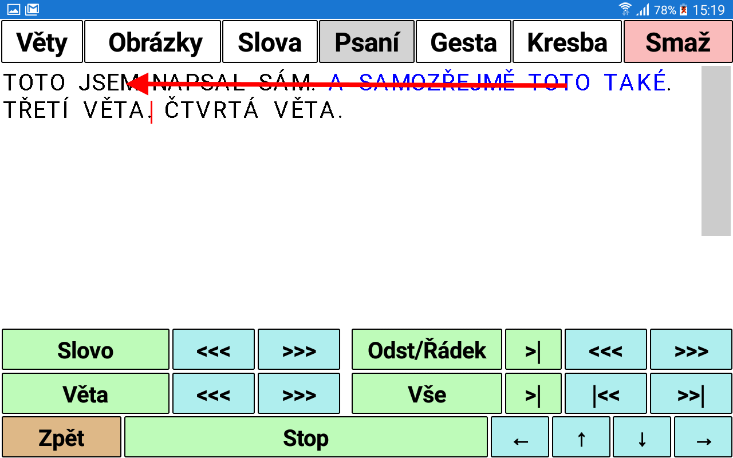 78% 15:19
Věty Obrázky Slova Psaní Gesta Kresba Smaž
TOTO JSEM NAPSAL SÁM. A SAMOZŘEJMĚ TOTO TAKÉ.
TŘETÍ VĚTA. ČTVRTÁ VĚTA.
Slovo <<< >>> Odst/Řádek >| <<< >>>
Věta <<< >>> Vše >| |<< >>|
Zpět Stop ← ↑ ↓ →